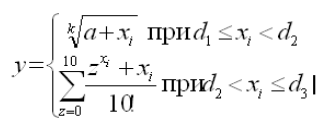 y = { ᵏ√(a + xᵢ) при d₁ ≤ xᵢ < d₂
∑_{z=0}^{10} (z^{xᵢ} + xᵢ) / 10! при d₂ < xᵢ ≤ d₃ |